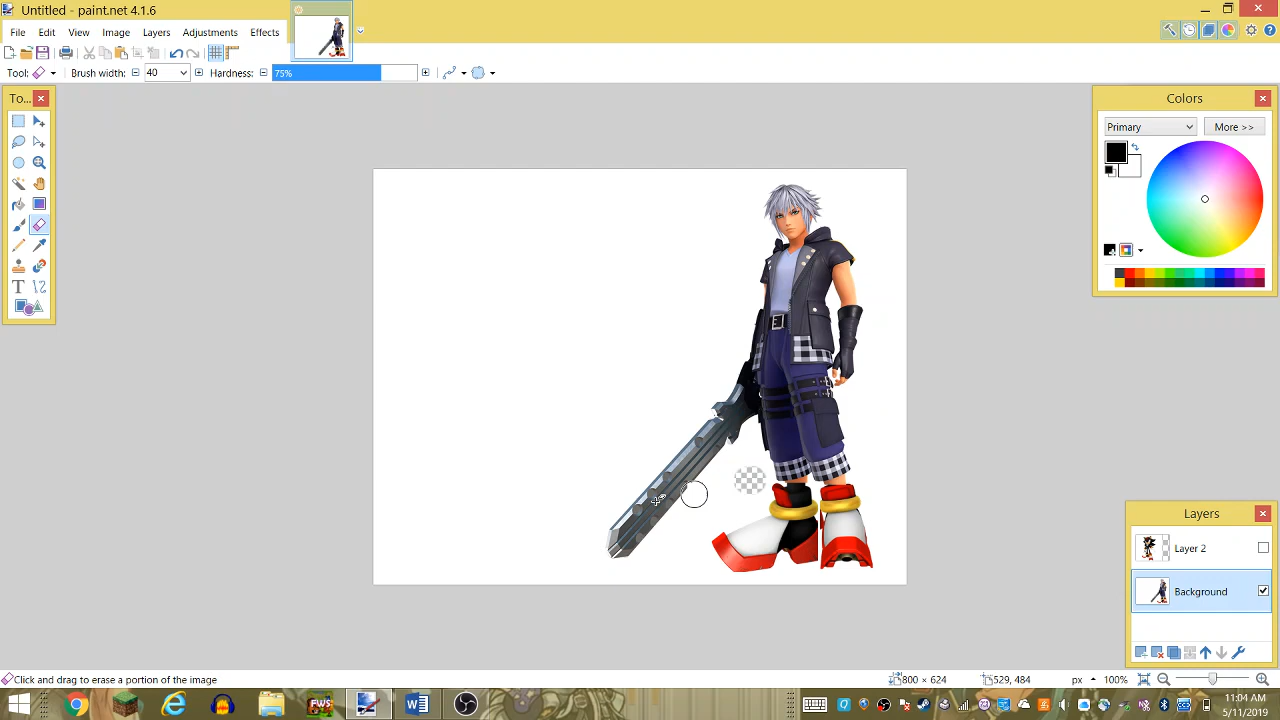 Untitled - paint.net 4.1.6
File Edit View Image Layers Adjustments Effects
Tool: Brush width: 40 Hardness: 75%
To...
Colors
Primary More >>
Layers
Layer 2
Background
Click and drag to erase a portion of the image 800 x 624 529, 484 px 100%
11:04 AM
5/11/2019